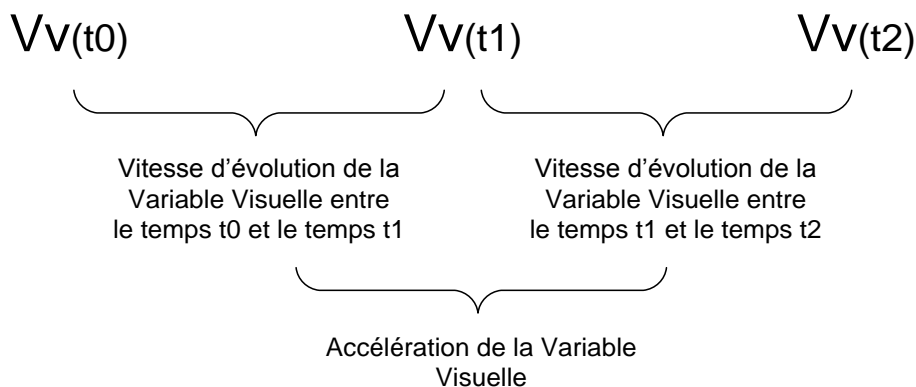 Vv(t0) Vv(t1) Vv(t2)
Vitesse d'évolution de la
Variable Visuelle entre
le temps t0 et le temps t1
Vitesse d'évolution de la
Variable Visuelle entre
le temps t1 et le temps t2
Accélération de la Variable
Visuelle